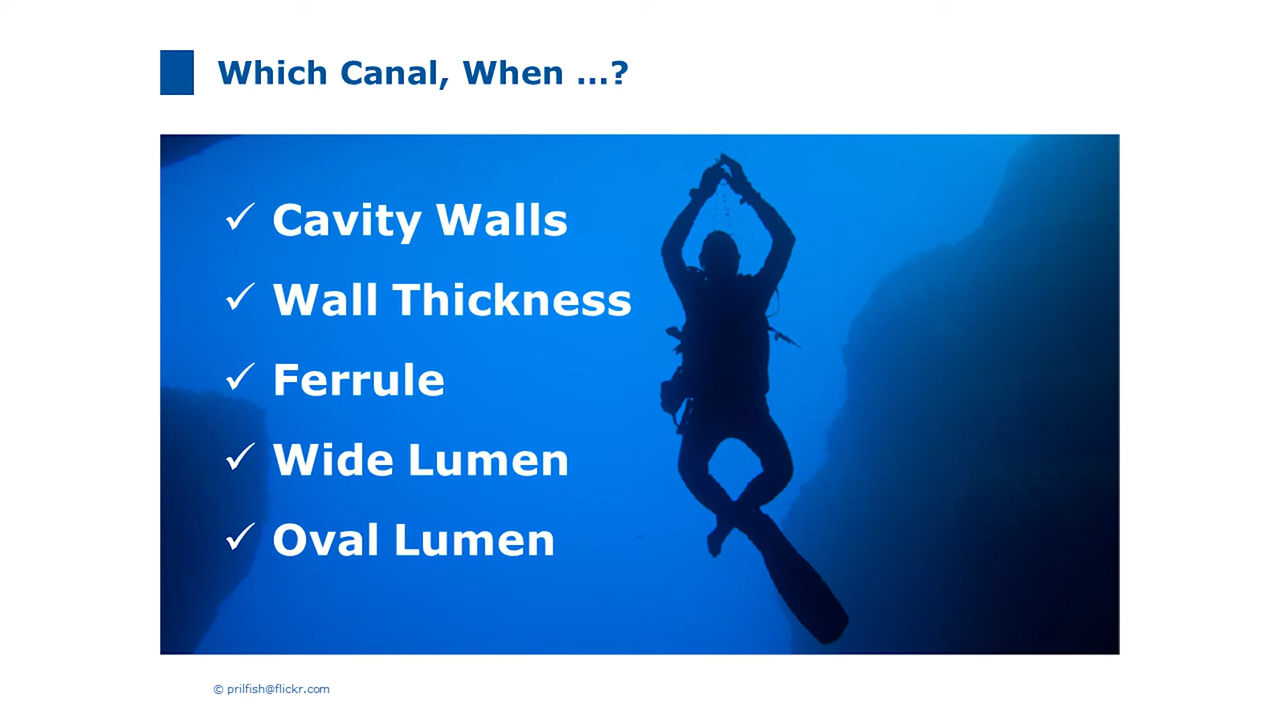 Which Canal, When ...?
✓ Cavity Walls
✓ Wall Thickness
✓ Ferrule
✓ Wide Lumen
✓ Oval Lumen
© prilfish@flickr.com